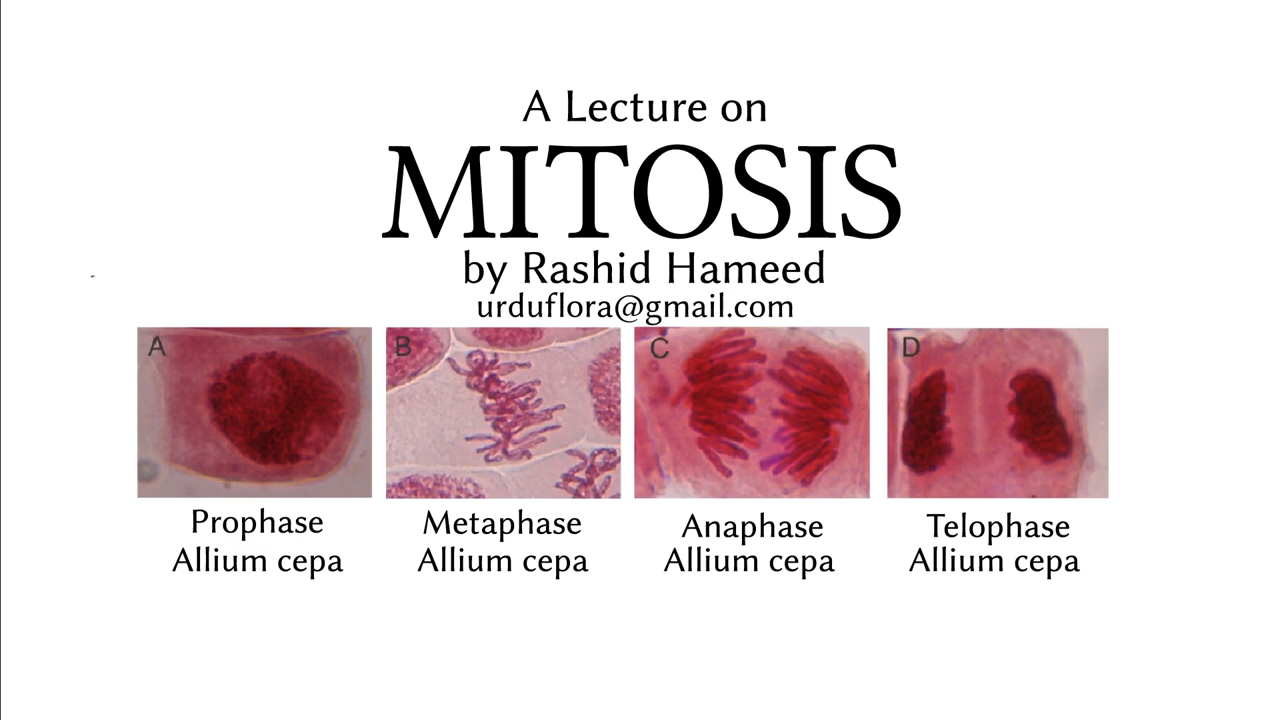 A Lecture on
MITOSIS
by Rashid Hameed
urduflora@gmail.com
A
B
C
D
Prophase
Allium cepa
Metaphase
Allium cepa
Anaphase
Allium cepa
Telophase
Allium cepa